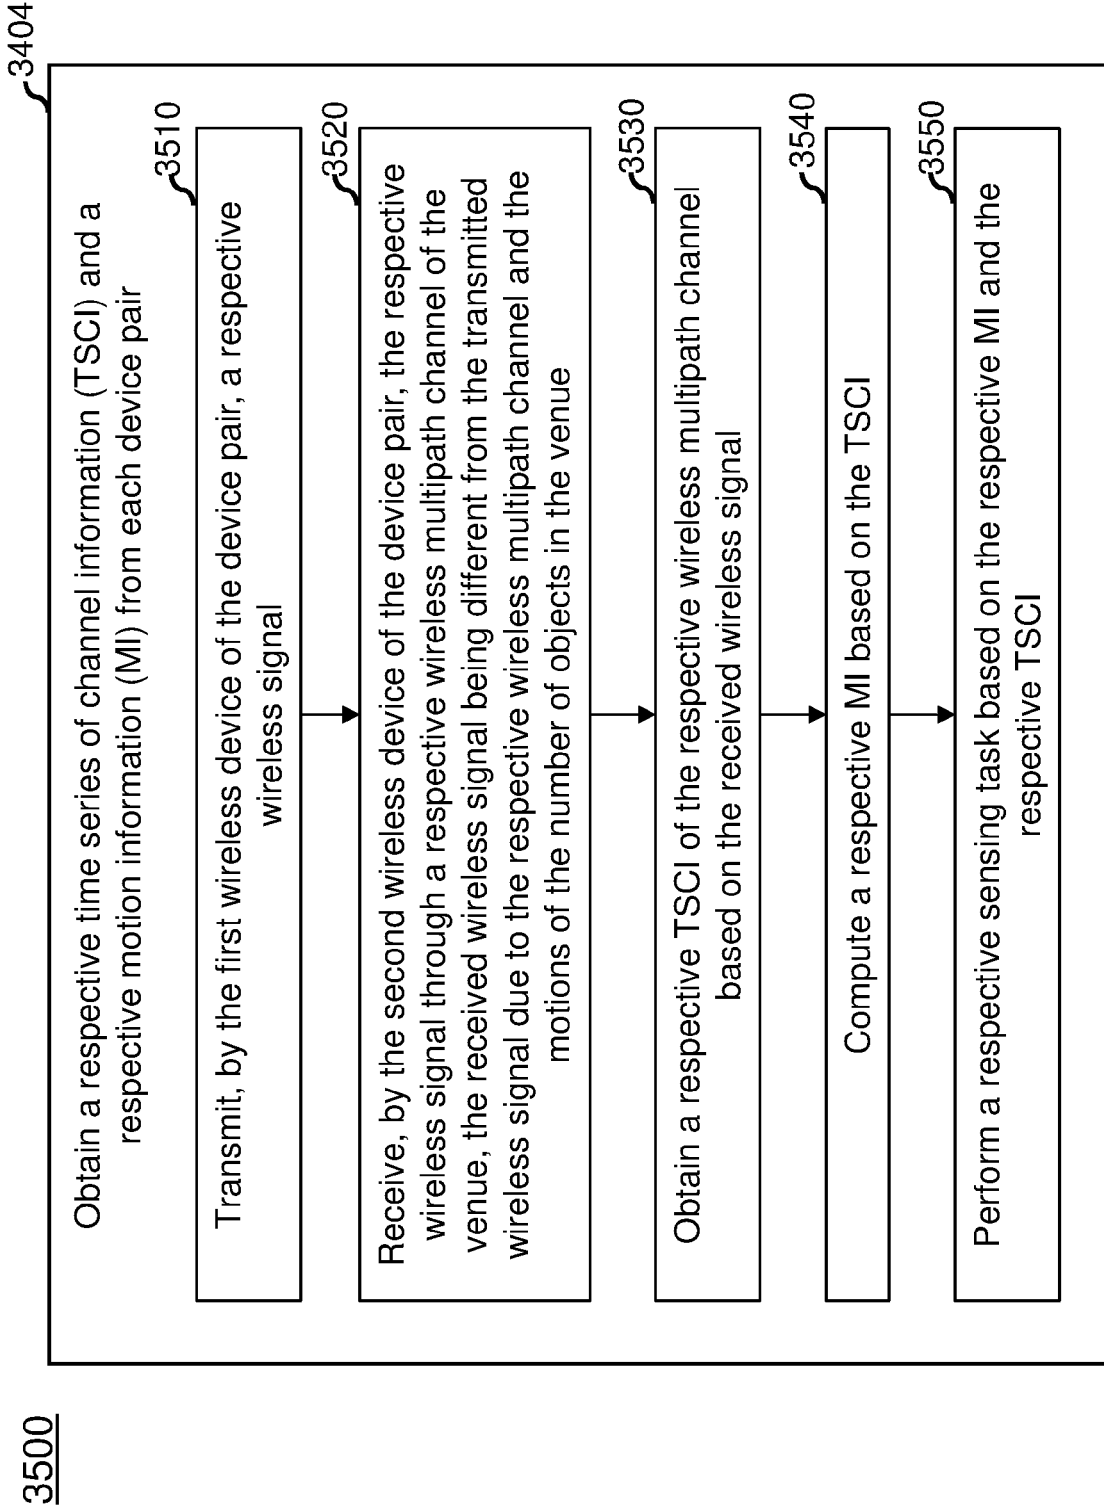 3500
3404
Obtain a respective time series of channel information (TSCI) and a
respective motion information (MI) from each device pair
3510
Transmit, by the first wireless device of the device pair, a respective
wireless signal
3520
Receive, by the second wireless device of the device pair, the respective
wireless signal through a respective wireless multipath channel of the
venue, the received wireless signal being different from the transmitted
wireless signal due to the respective wireless multipath channel and the
motions of the number of objects in the venue
3530
Obtain a respective TSCI of the respective wireless multipath channel
based on the received wireless signal
3540
Compute a respective MI based on the TSCI
3550
Perform a respective sensing task based on the respective MI and the
respective TSCI